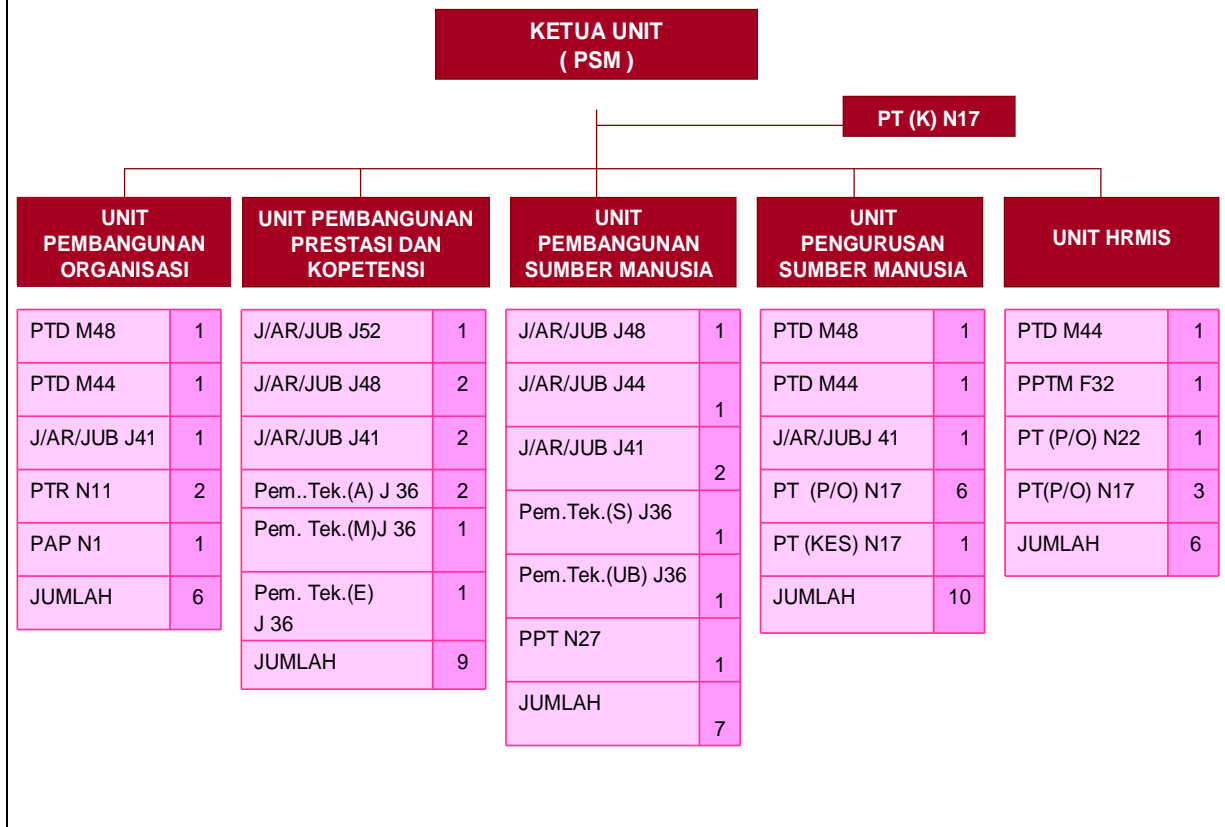 KETUA UNIT
( PSM )
PT (K) N17
UNIT
PEMBANGUNAN
ORGANISASI
UNIT PEMBANGUNAN
PRESTASI DAN
KOPETENSI
UNIT
PEMBANGUNAN
SUMBER MANUSIA
UNIT
PENGURUSAN
SUMBER MANUSIA
UNIT HRMIS
PTD M48 1
PTD M44 1
J/AR/JUB J41 1
PTR N11 2
PAP N1 1
JUMLAH 6
J/AR/JUB J52 1
J/AR/JUB J48 2
J/AR/JUB J41 2
Pem..Tek.(A) J 36 2
Pem. Tek.(M)J 36 1
Pem. Tek.(E) 1
J 36
JUMLAH 9
J/AR/JUB J48 1
J/AR/JUB J44 1
J/AR/JUB J41 2
Pem.Tek.(S) J36 1
Pem.Tek.(UB) J36 1
PPT N27 1
JUMLAH 7
PTD M48 1
PTD M44 1
J/AR/JUBJ 41 1
PT (P/O) N17 6
PT (KES) N17 1
JUMLAH 10
PTD M44 1
PPTM F32 1
PT (P/O) N22 1
PT(P/O) N17 3
JUMLAH 6